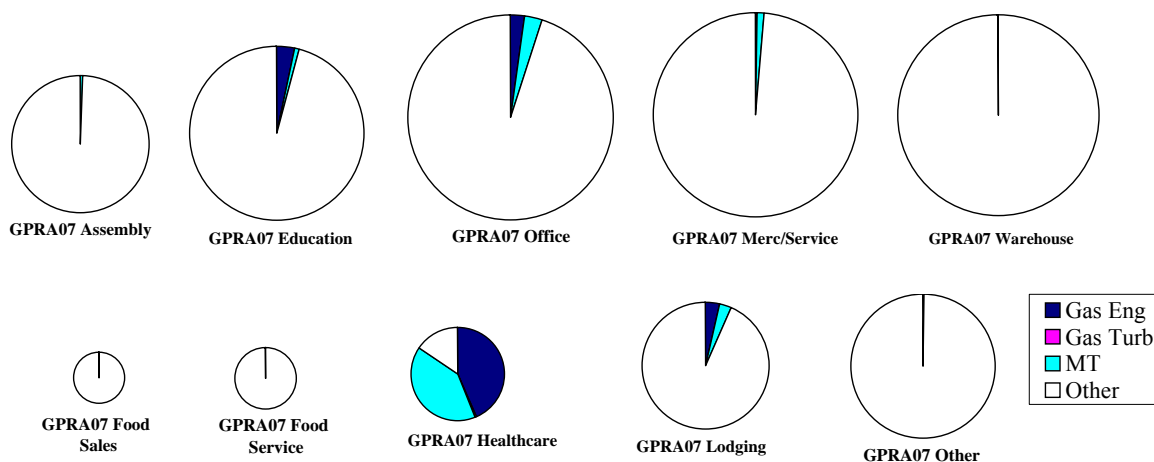 GPRA07 Assembly
GPRA07 Education
GPRA07 Office
GPRA07 Merc/Service
GPRA07 Warehouse
GPRA07 Food
Sales
GPRA07 Food
Service
GPRA07 Healthcare
GPRA07 Lodging
GPRA07 Other
Gas Eng
Gas Turb
MT
Other